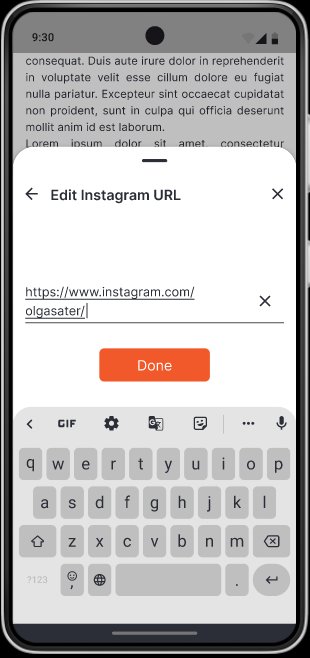 9:30
consequat. Duis aute irure dolor in reprehenderit
in voluptate velit esse cillum dolore eu fugiat
nulla pariatur. Excepteur sint occaecat cupidatat
non proident, sunt in culpa qui officia deserunt
mollit anim id est laborum.
Lorem ipsum dolor sit amet, consectetur
Edit Instagram URL
https://www.instagram.com/
olgasater/
Done
GIF
q w e r t y u i o p
a s d f g h j k l
z x c v b n m
?123 , .